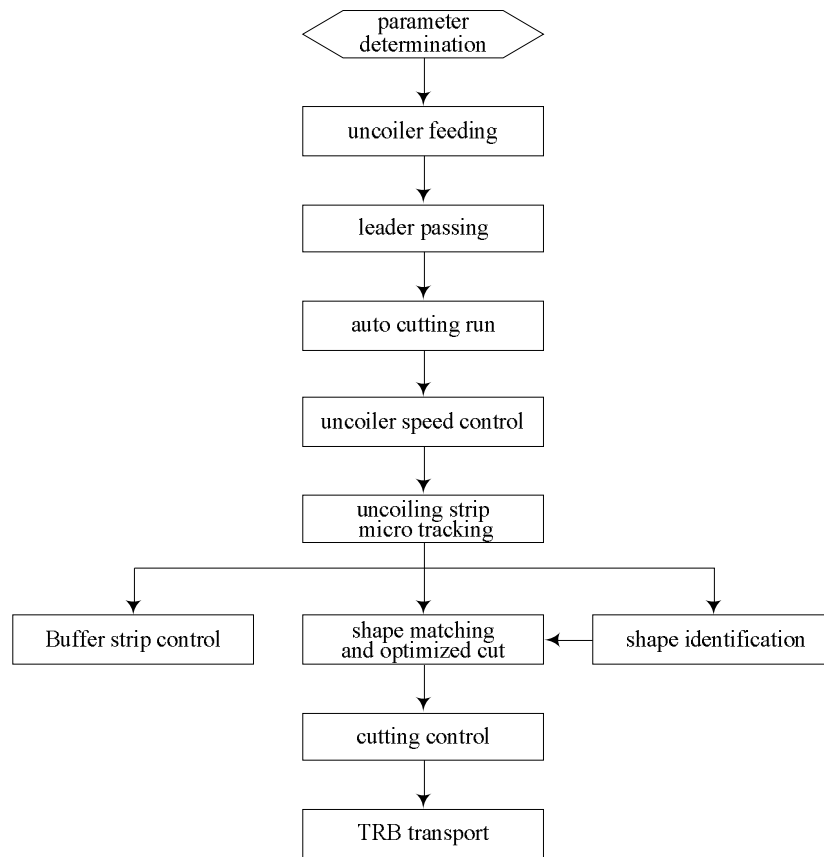 parameter
determination
uncoiler feeding
leader passing
auto cutting run
uncoiler speed control
uncoiling strip
micro tracking
Buffer strip control
shape matching
and optimized cut
shape identification
cutting control
TRB transport